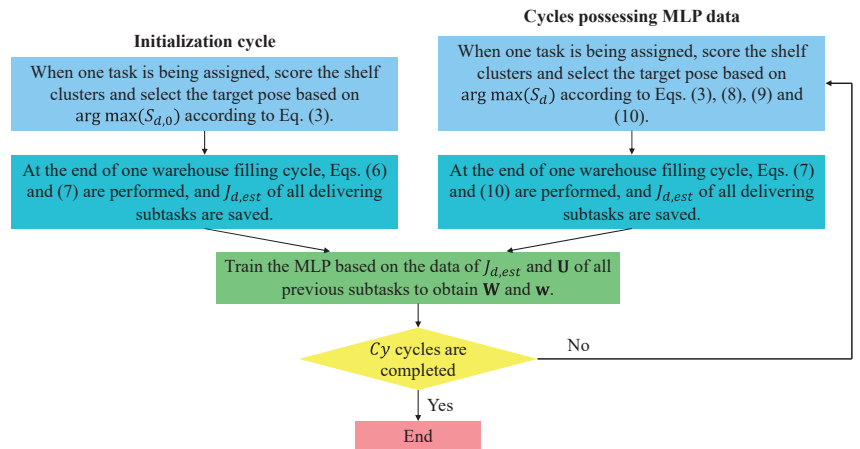 Initialization cycle
When one task is being assigned, score the shelf
clusters and select the target pose based on
arg max(S_{d,0}) according to Eq. (3).
At the end of one warehouse filling cycle, Eqs. (6)
and (7) are performed, and J_{d,est} of all delivering
subtasks are saved.
Cycles possessing MLP data
When one task is being assigned, score the shelf
clusters and select the target pose based on
arg max(S_d) according to Eqs. (3), (8), (9) and
(10).
At the end of one warehouse filling cycle, Eqs. (7)
and (10) are performed, and J_{d,est} of all delivering
subtasks are saved.
Train the MLP based on the data of J_{d,est} and U of all
previous subtasks to obtain W and w.
Cy cycles are
completed
No
Yes
End